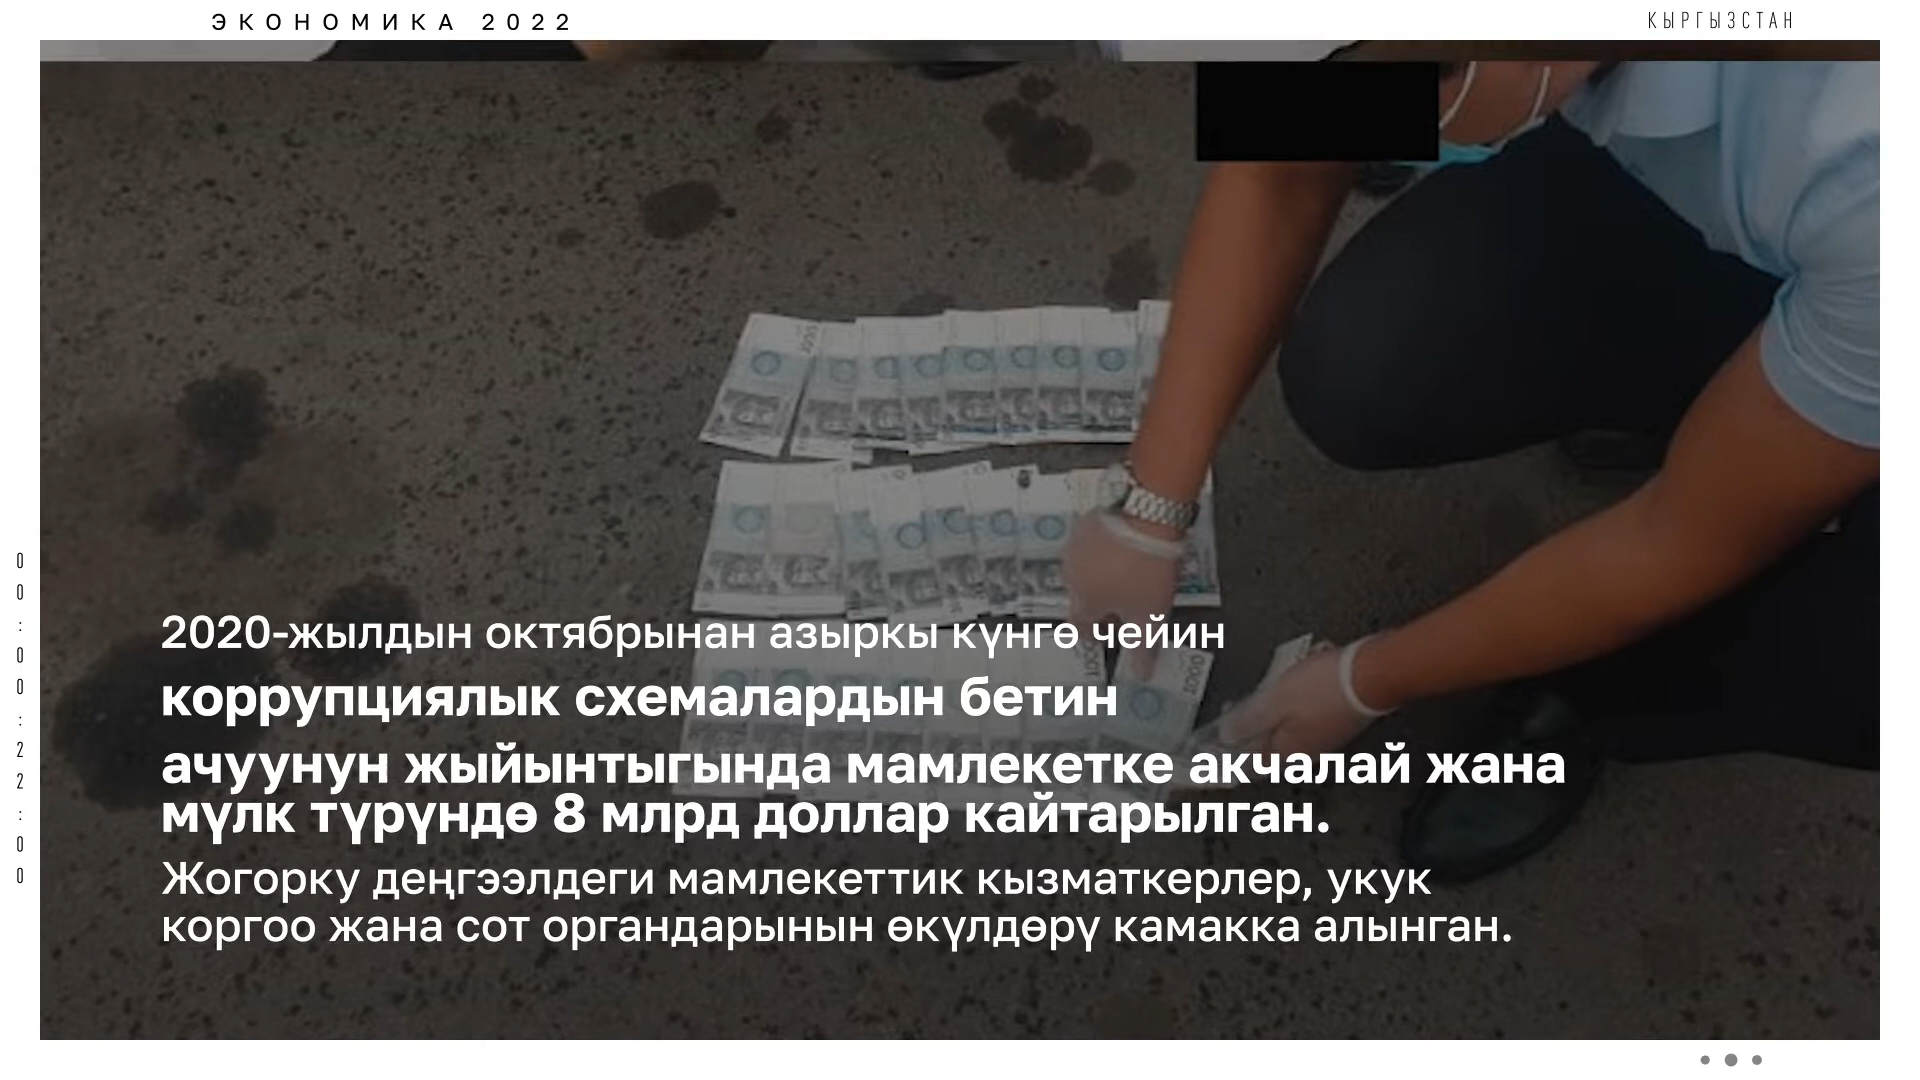 ЭКОНОМИКА 2022
КЫРГЫЗСТАН
00:00:22:00
2020-жылдын октябрынан азыркы күнгө чейин
коррупциялык схемалардын бетин
ачуунун жыйынтыгында мамлекетке акчалай жана
мүлк түрүндө 8 млрд доллар кайтарылган.
Жогорку деңгээлдеги мамлекеттик кызматкерлер, укук
коргоо жана сот органдарынын өкүлдөрү камакка алынган.